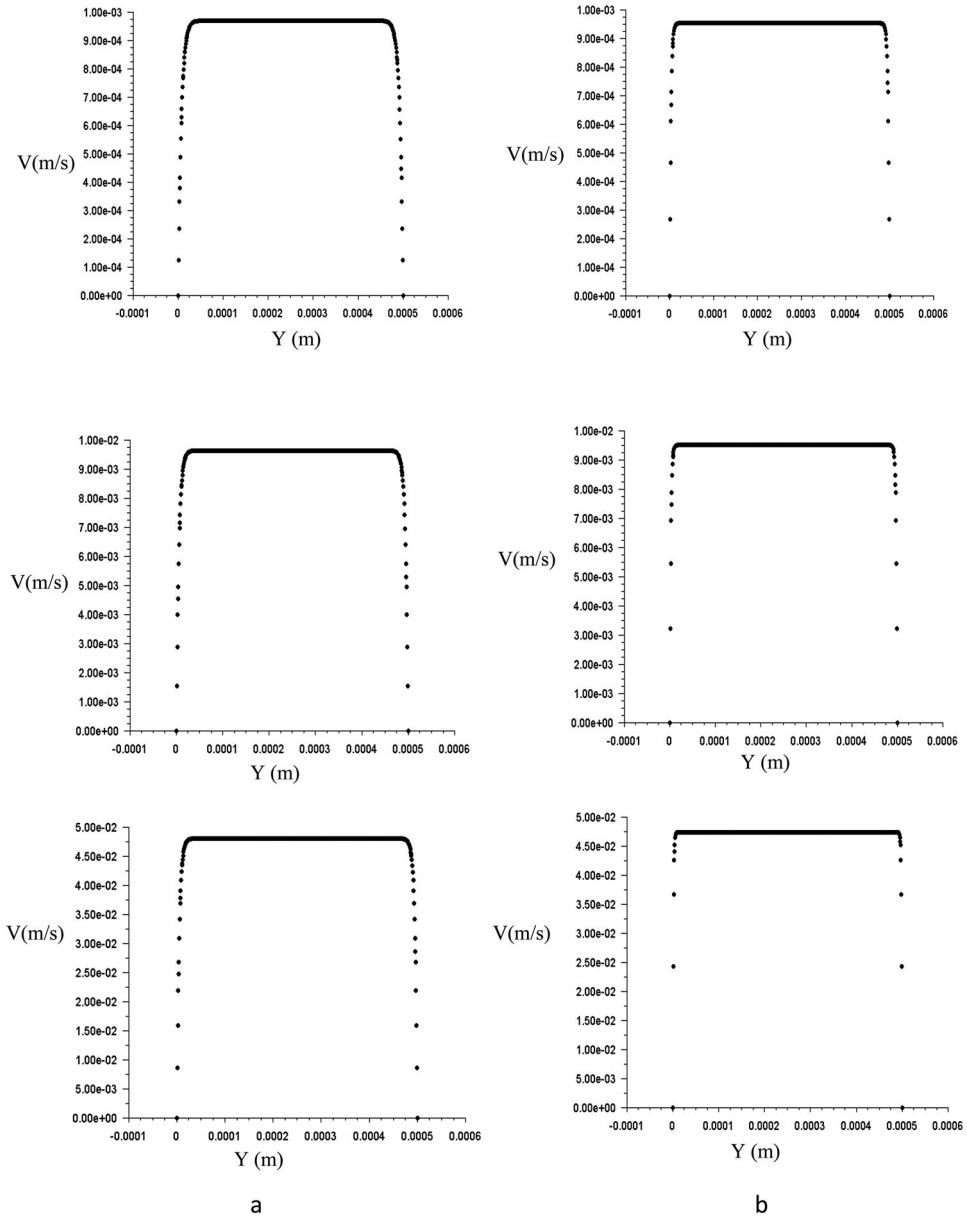 1.00e-03
9.00e-04
8.00e-04
7.00e-04
6.00e-04
5.00e-04
4.00e-04
3.00e-04
2.00e-04
1.00e-04
0.00e+00
V(m/s)
-0.0001 0 0.0001 0.0002 0.0003 0.0004 0.0005 0.0006
Y (m)
1.00e-03
9.00e-04
8.00e-04
7.00e-04
6.00e-04
5.00e-04
4.00e-04
3.00e-04
2.00e-04
1.00e-04
0.00e+00
V(m/s)
-0.0001 0 0.0001 0.0002 0.0003 0.0004 0.0005 0.0006
Y (m)
1.00e-02
9.00e-03
8.00e-03
7.00e-03
6.00e-03
5.00e-03
4.00e-03
3.00e-03
2.00e-03
1.00e-03
0.00e+00
V(m/s)
-0.0001 0 0.0001 0.0002 0.0003 0.0004 0.0005 0.0006
Y (m)
1.00e-02
9.00e-03
8.00e-03
7.00e-03
6.00e-03
5.00e-03
4.00e-03
3.00e-03
2.00e-03
1.00e-03
0.00e+00
V(m/s)
-0.0001 0 0.0001 0.0002 0.0003 0.0004 0.0005 0.0006
Y (m)
5.00e-02
4.50e-02
4.00e-02
3.50e-02
3.00e-02
2.50e-02
2.00e-02
1.50e-02
1.00e-02
5.00e-03
0.00e+00
V(m/s)
-0.0001 0 0.0001 0.0002 0.0003 0.0004 0.0005 0.0006
Y (m)
5.00e-02
4.50e-02
4.00e-02
3.50e-02
3.00e-02
2.50e-02
2.00e-02
1.50e-02
1.00e-02
5.00e-03
0.00e+00
V(m/s)
-0.0001 0 0.0001 0.0002 0.0003 0.0004 0.0005 0.0006
Y (m)
a
b